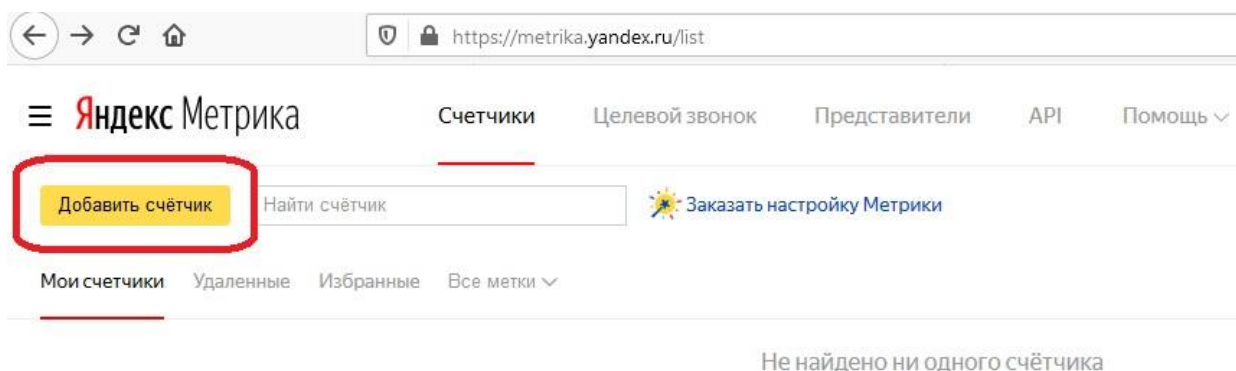 https://metrika.yandex.ru/list
Яндекс Метрика Счетчики Целевой звонок Представители API Помощь
Добавить счётчик Найти счётчик Заказать настройку Метрики
Мои счетчики Удаленные Избранные Все метки
Не найдено ни одного счётчика